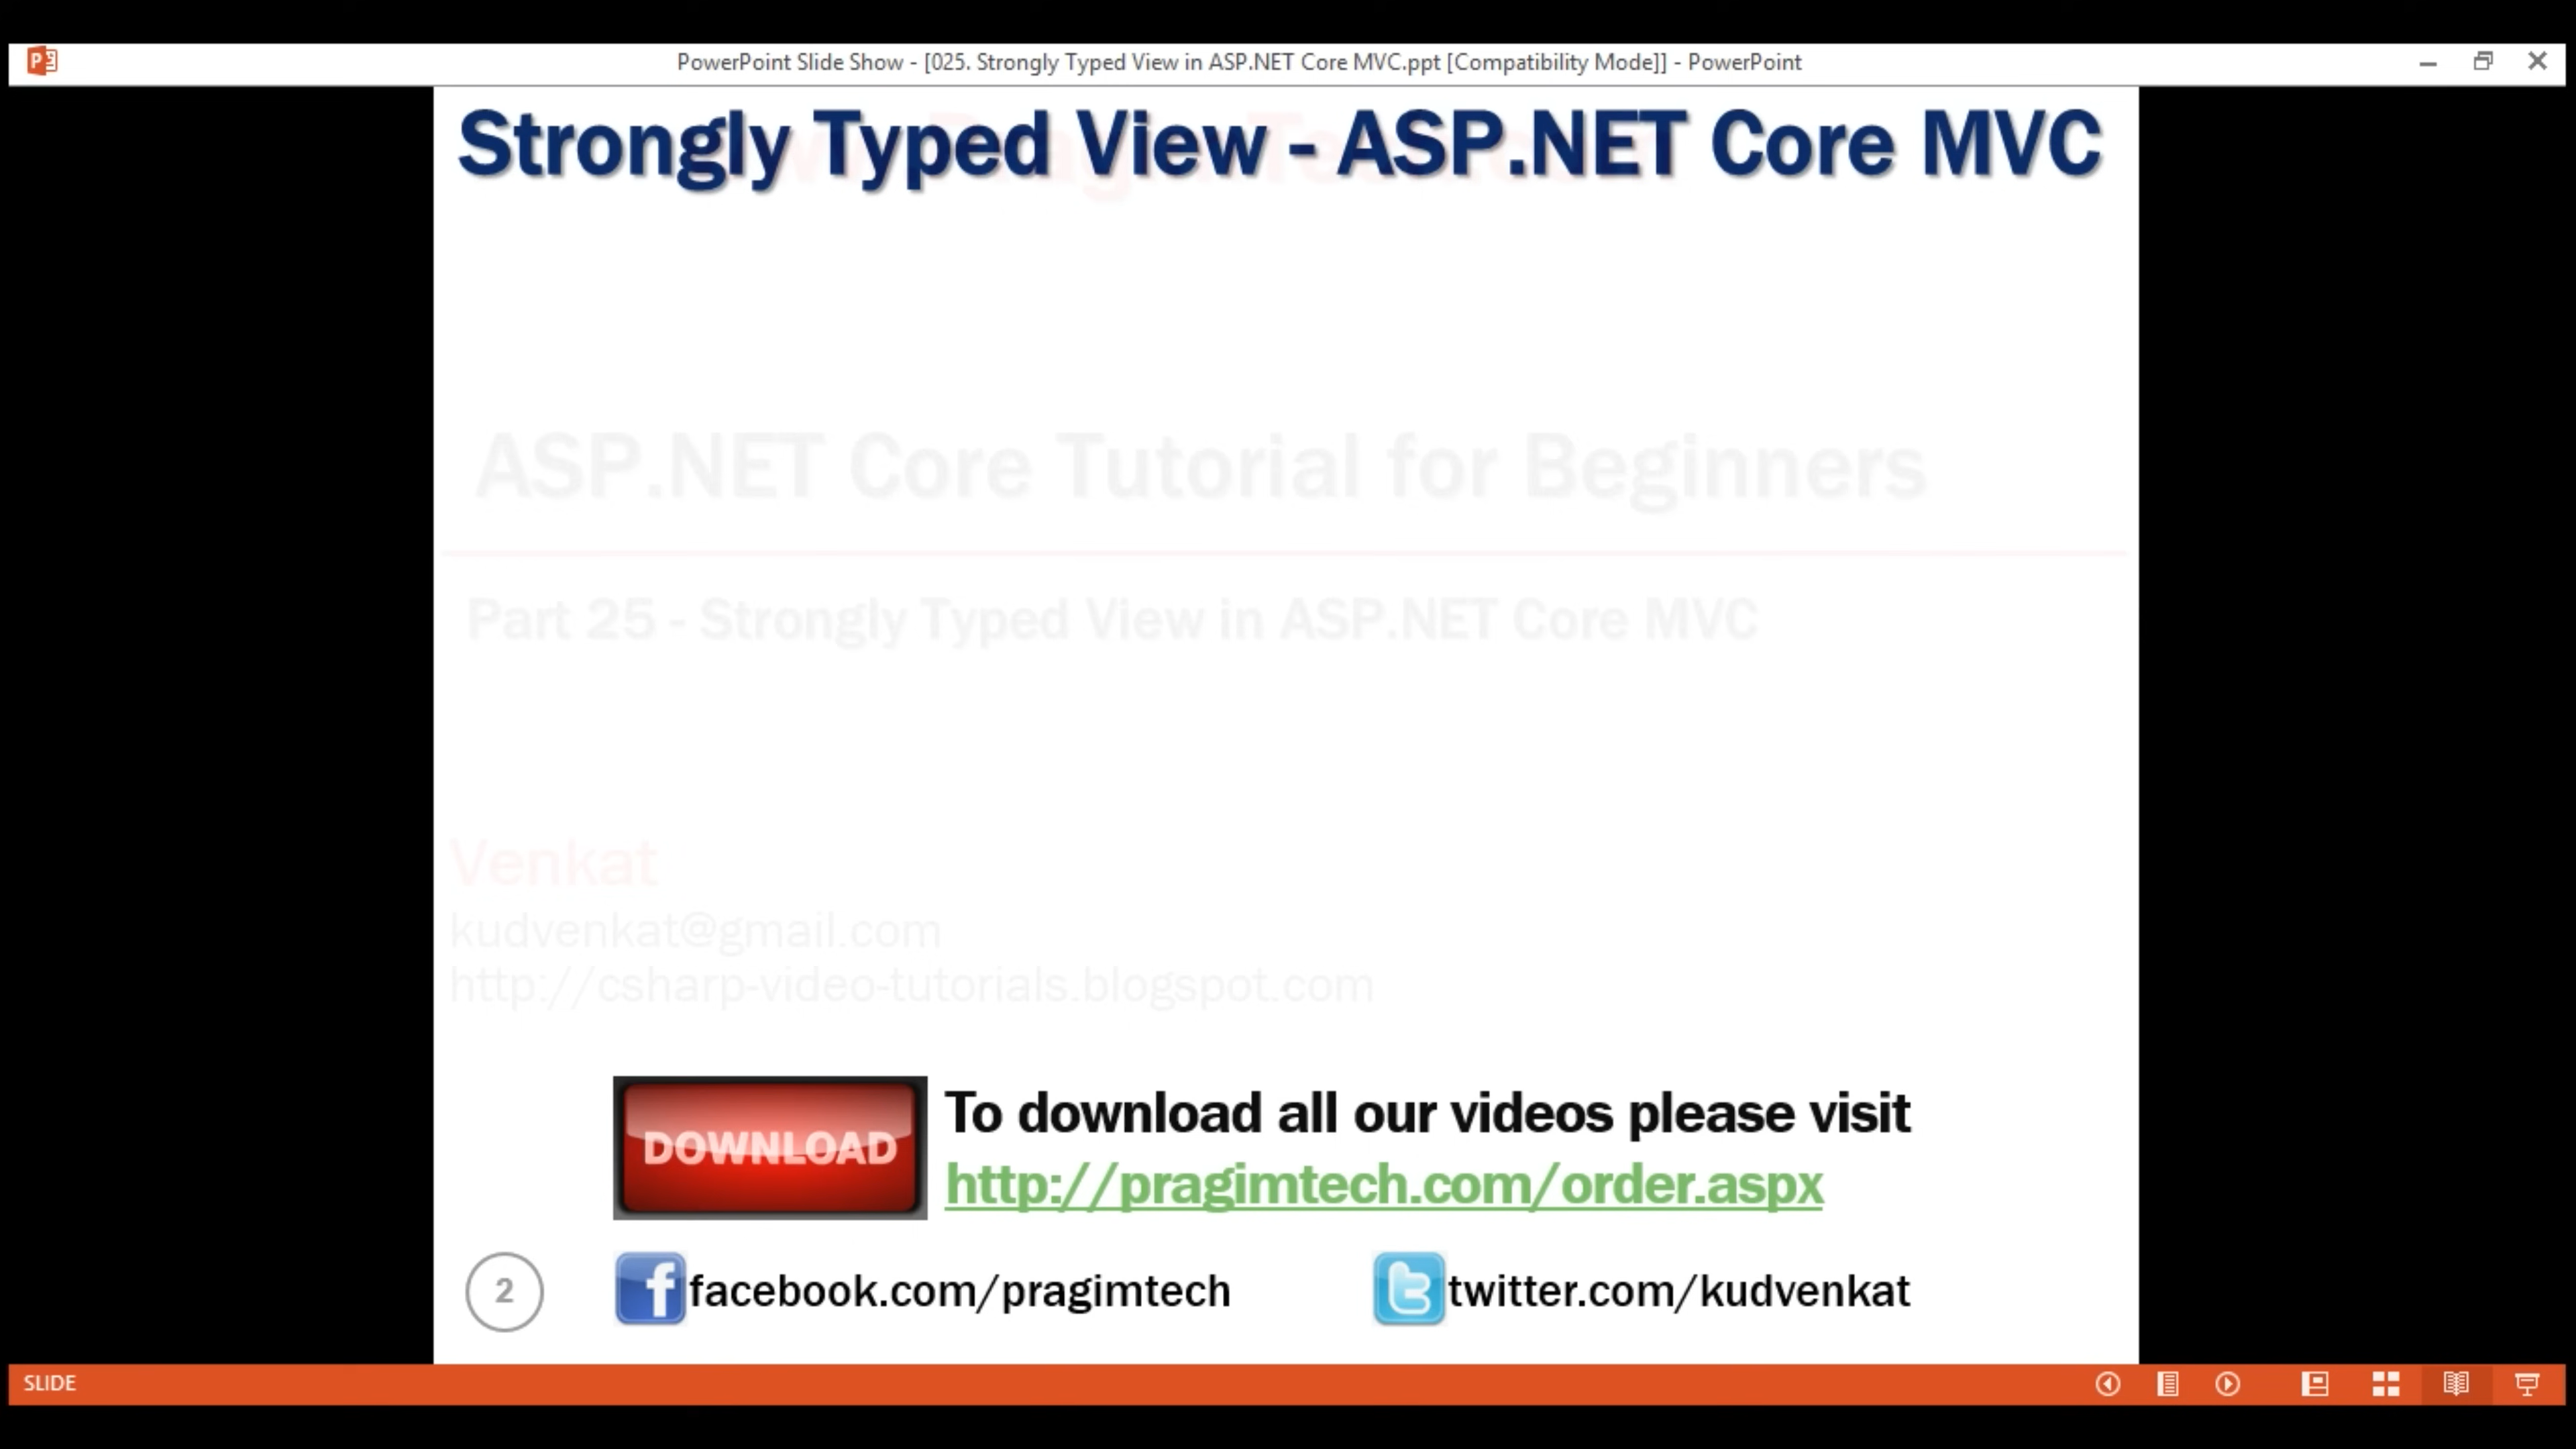 PowerPoint Slide Show - [025. Strongly Typed View in ASP.NET Core MVC.ppt [Compatibility Mode]] - PowerPoint
Strongly Typed View - ASP.NET Core MVC
ASP.NET Core Tutorial for Beginners
Part 25 - Strongly Typed View in ASP.NET Core MVC
Venkat
kudvenkat@gmail.com
http://csharp-video-tutorials.blogspot.com
DOWNLOAD
To download all our videos please visit
http://pragimtech.com/order.aspx
2
facebook.com/pragimtech
twitter.com/kudvenkat
SLIDE